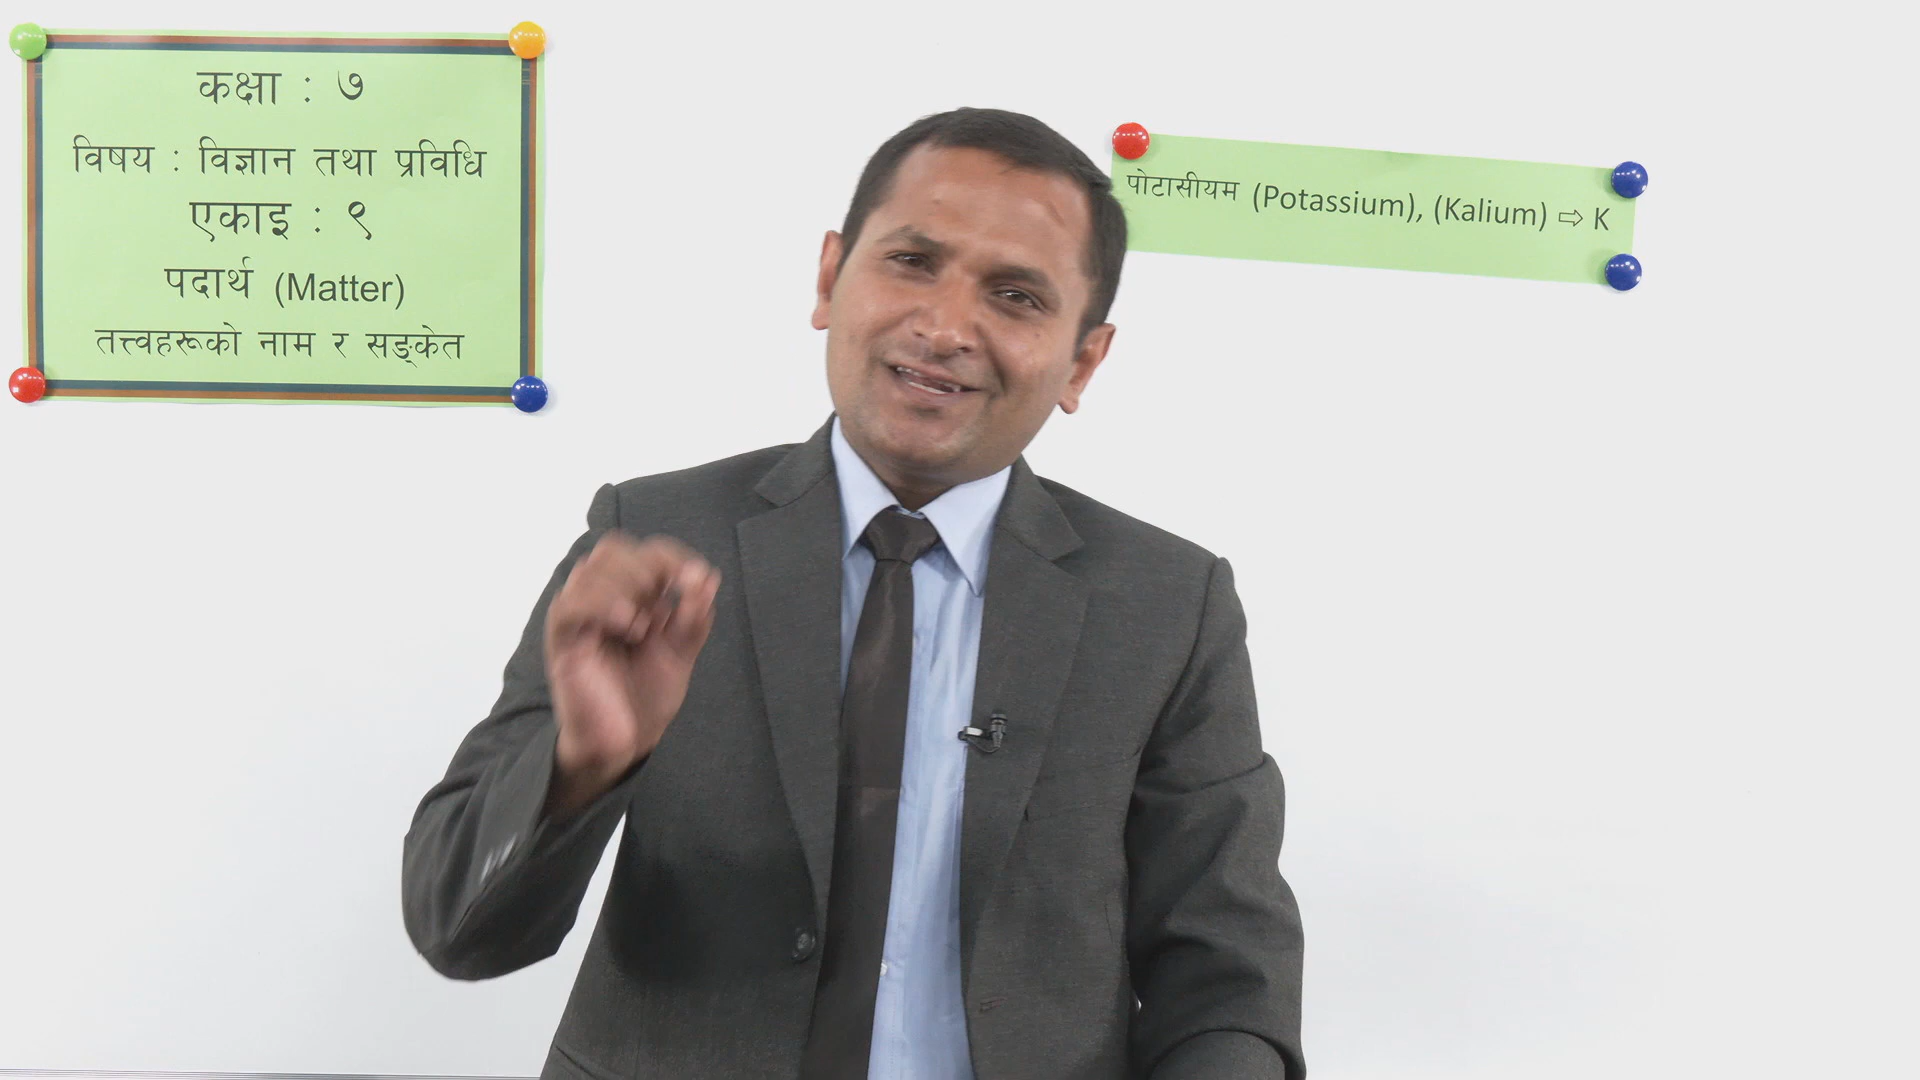 कक्षा : ७
विषय : विज्ञान तथा प्रविधि
एकाइ : ९
पदार्थ (Matter)
तत्त्वहरूको नाम र सङ्केत
पोटासीयम (Potassium), (Kalium) ⇨ K